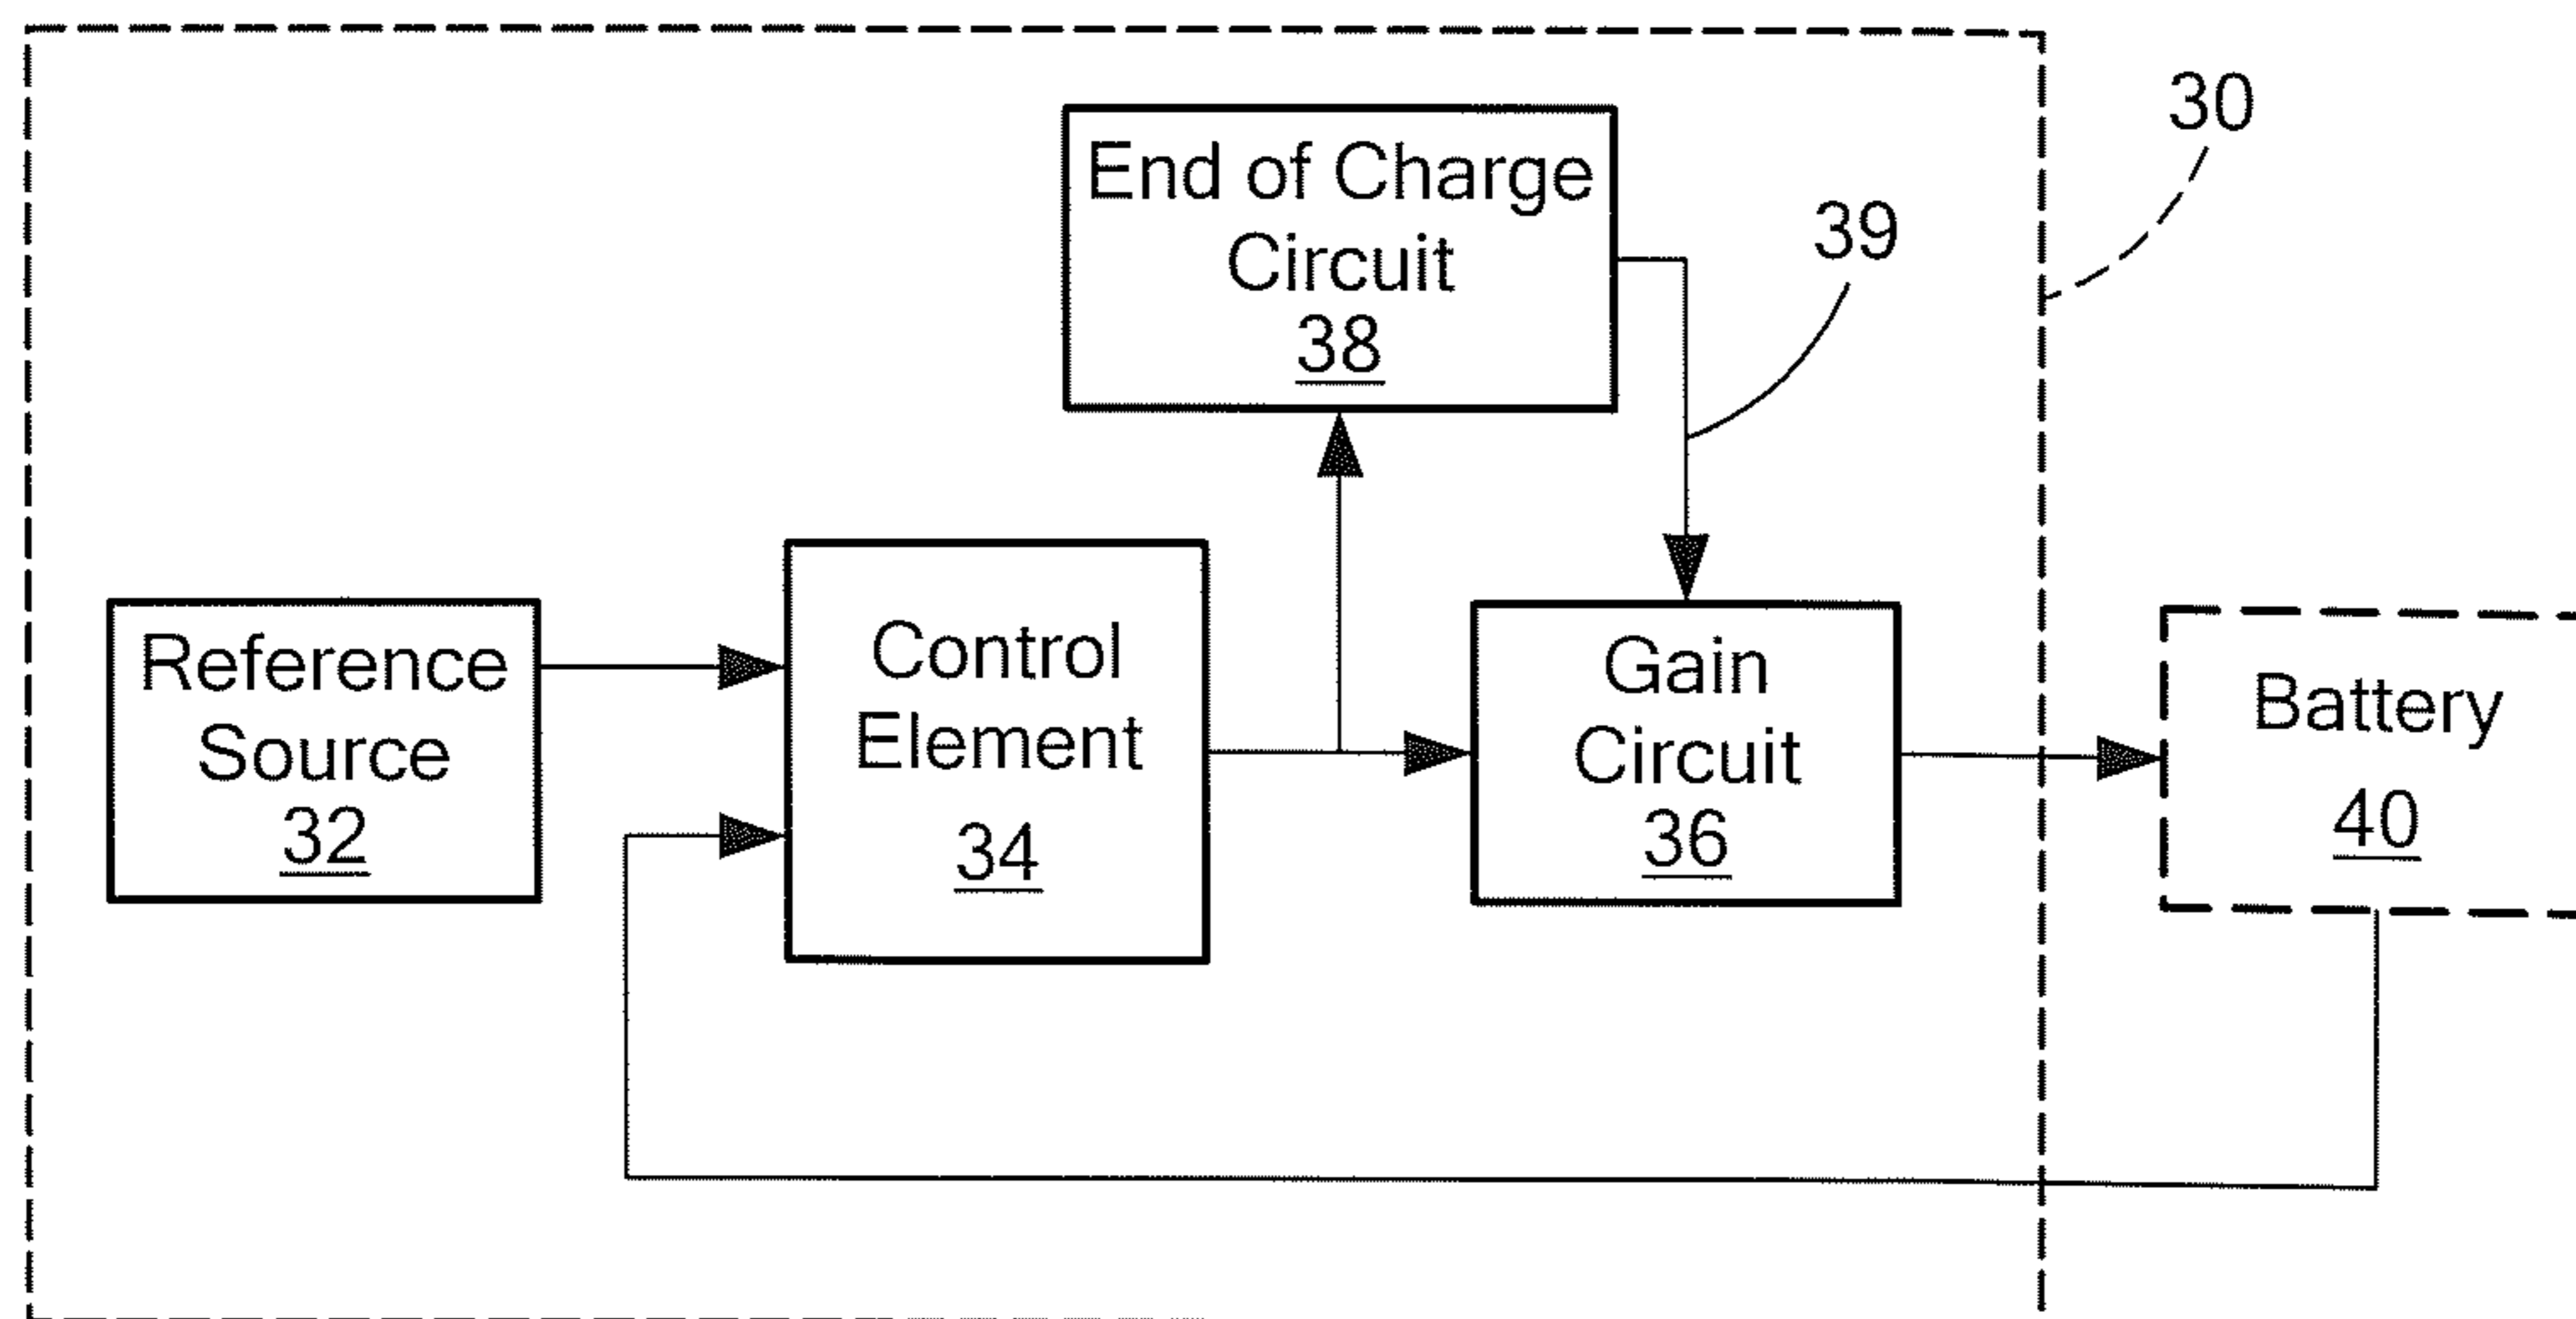 30
End of Charge
Circuit
38
39
Reference
Source
32
Control
Element
34
Gain
Circuit
36
Battery
40